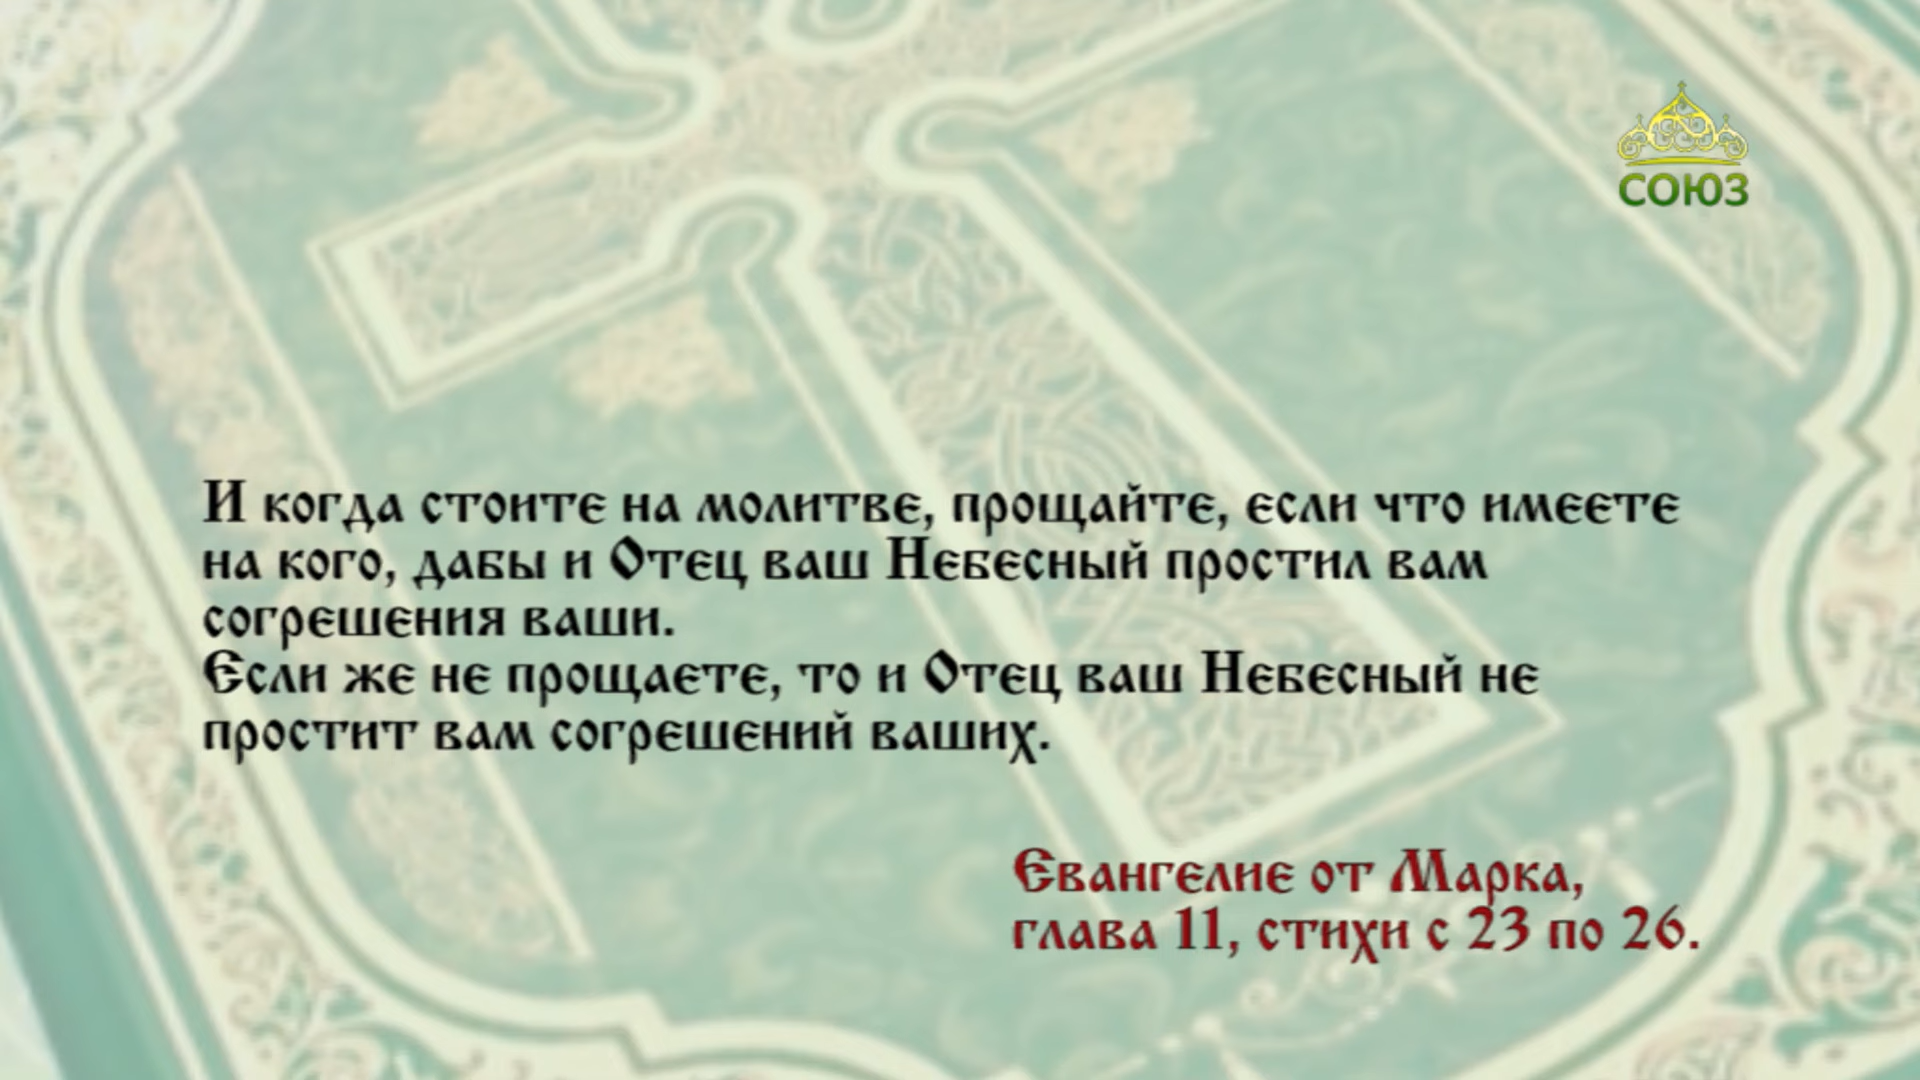 СОЮЗ
И когда стоите на молитве, прощайте, если что имеете
на кого, дабы и Отец ваш Небесный простил вам
согрешения ваши.
Если же не прощаете, то и Отец ваш Небесный не
простит вам согрешений ваших.
Евангелие от Марка,
глава 11, стихи с 23 по 26.